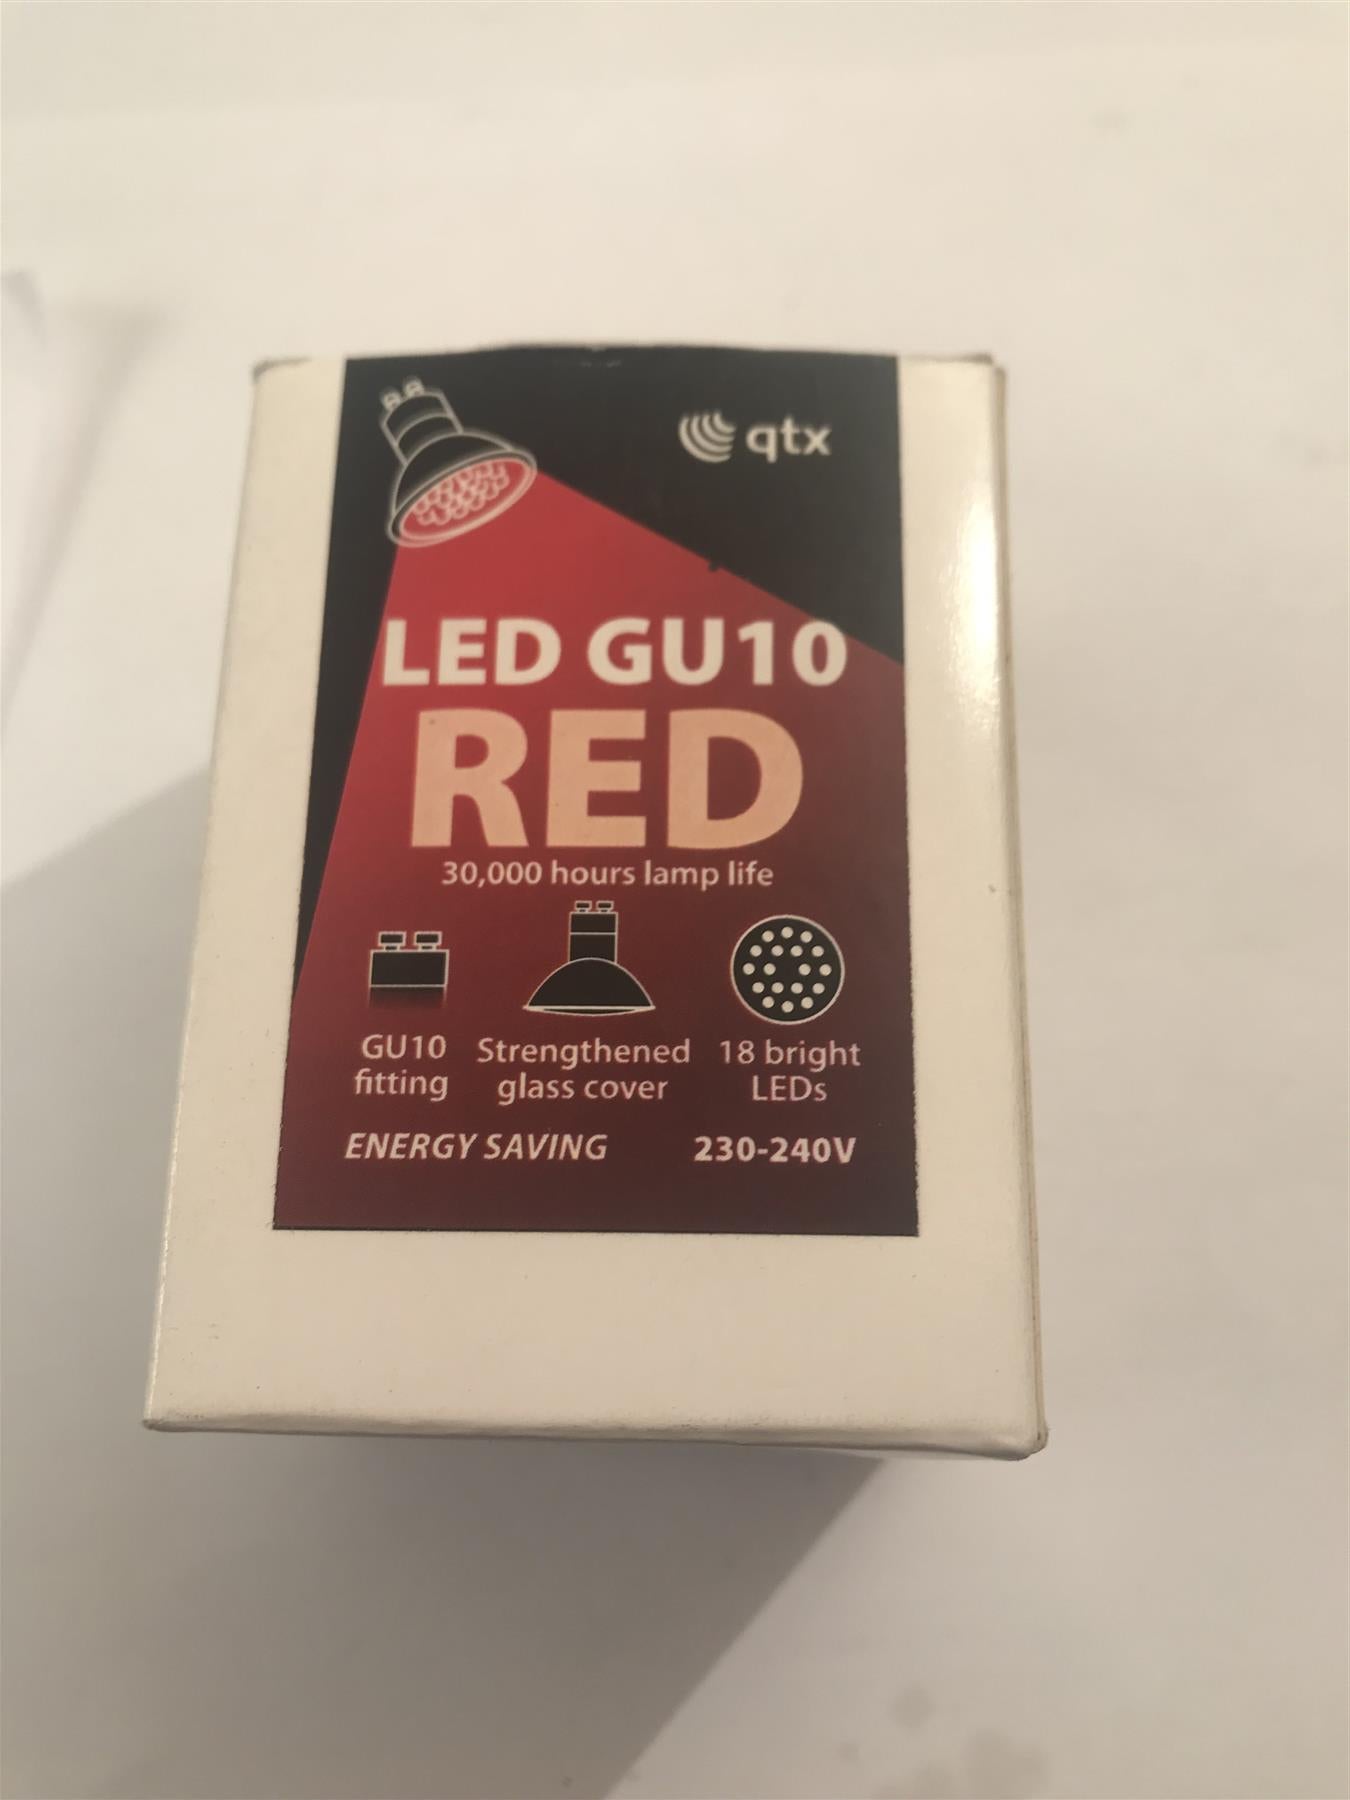 qtx
LED GU10
RED
30,000 hours lamp life
GU10
fitting
Strengthened
glass cover
18 bright
LEDs
ENERGY SAVING
230-240V